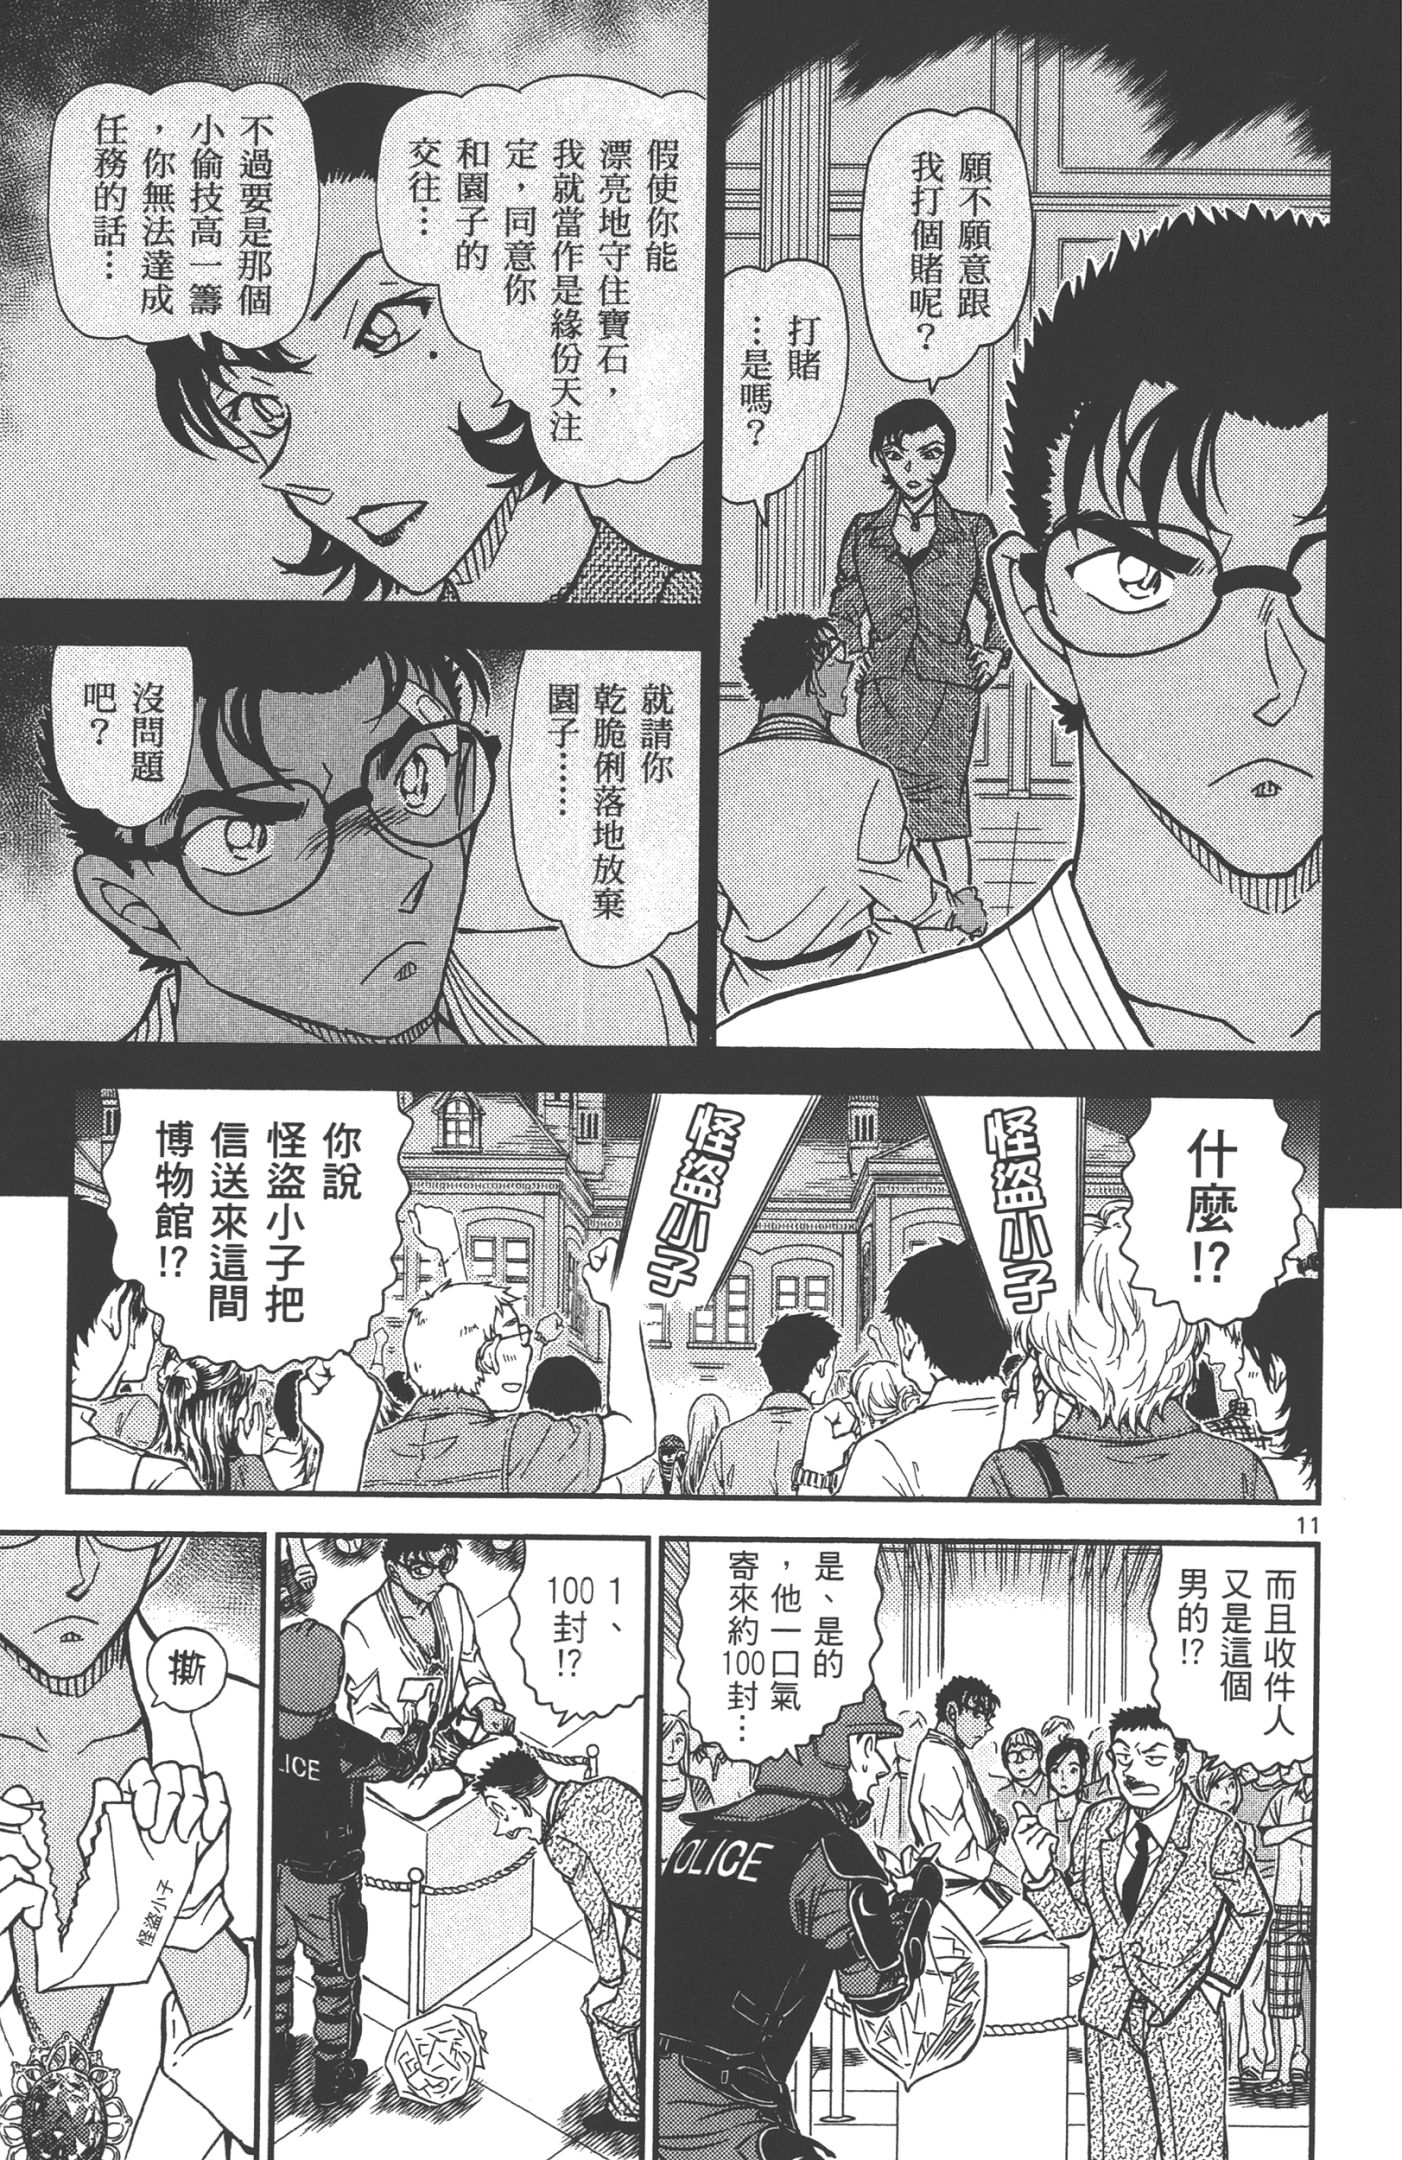 願不願意跟
我打個賭呢？
打賭
…是嗎？
假使你能
漂亮地守住寶石，
我就當作是緣份天注
定，同意你
和園子的
交往…
不過要是那個
小偷技高一籌
，你無法達成
任務的話…
就請你
乾脆俐落地放棄
園子……
沒問題
吧？
什麼!?
怪盜小子
怪盜小子
你說
怪盜小子把
信送來這間
博物館!?
11
而且收件人
又是這個
男的!?
是、是的
，他一口氣
寄來約100封…
POLICE
1、
100封!?
LICE
撕
怪盜小子